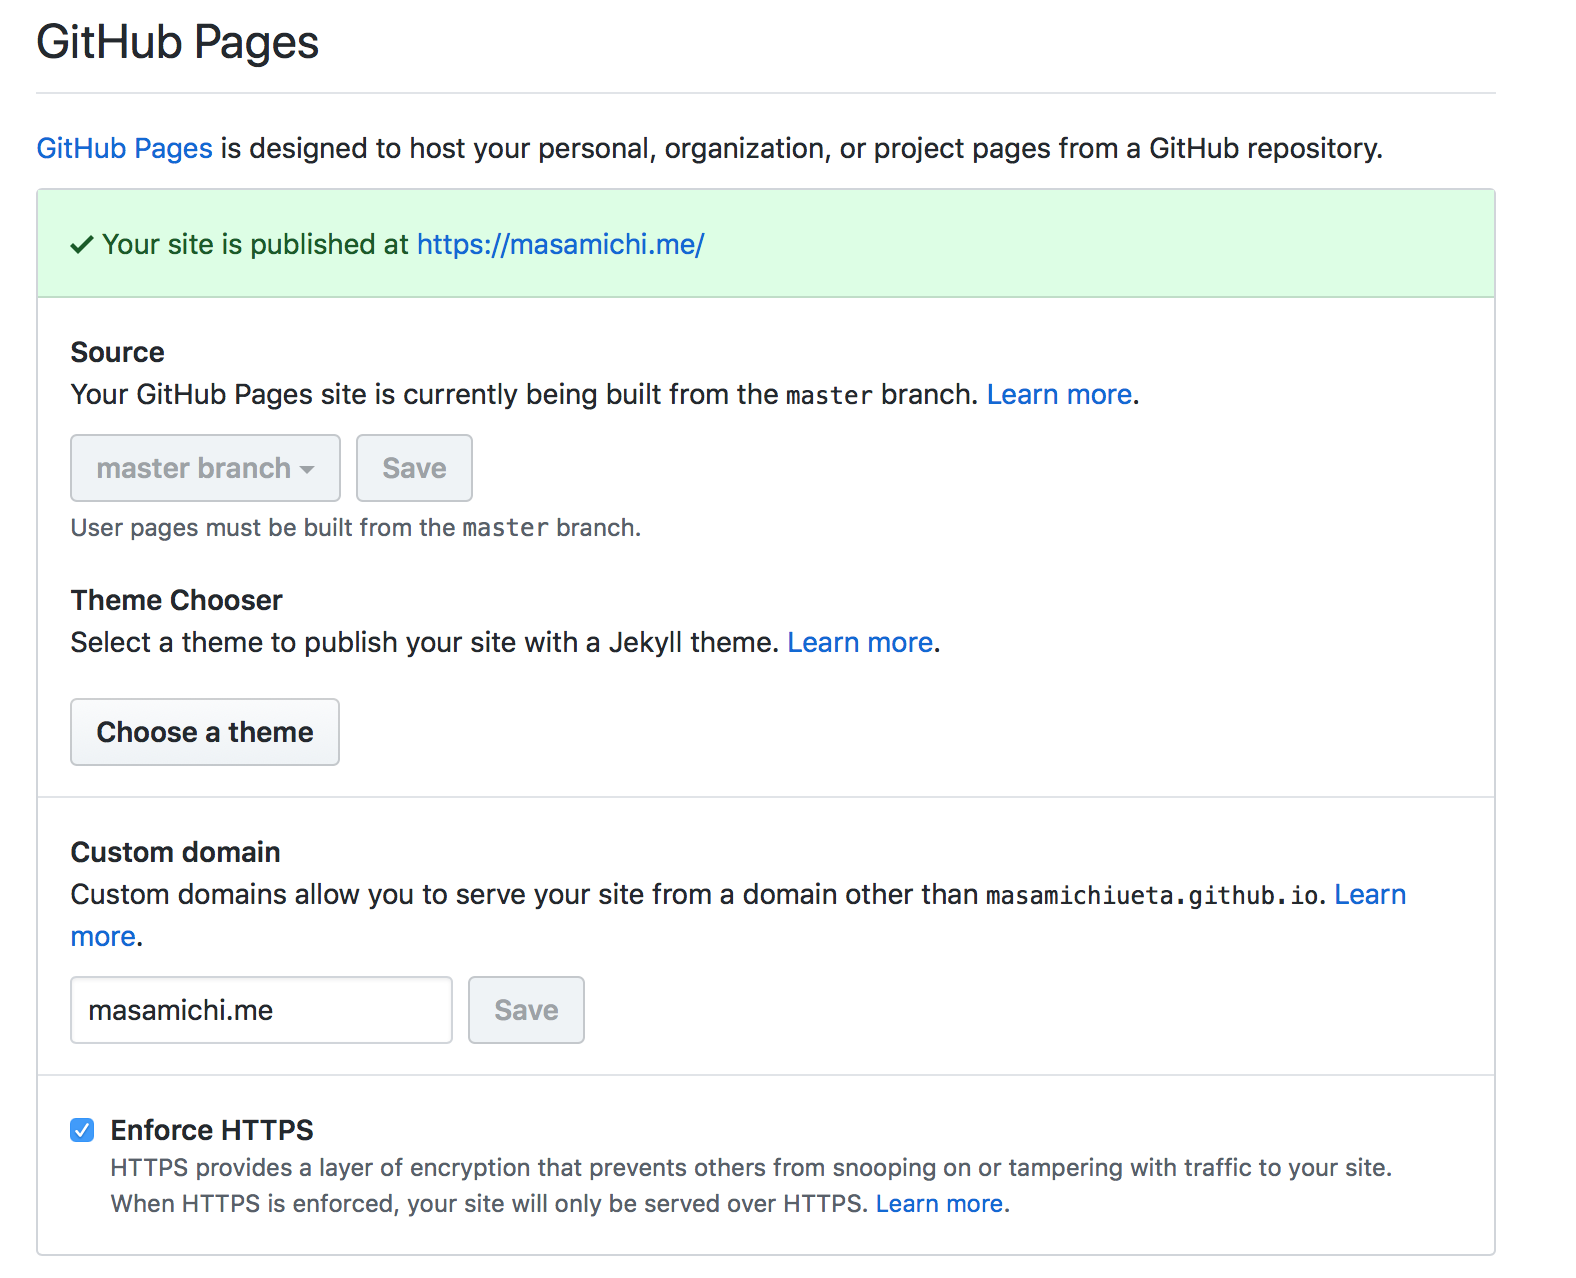 GitHub Pages
GitHub Pages is designed to host your personal, organization, or project pages from a GitHub repository.
Your site is published at https://masamichi.me/
Source
Your GitHub Pages site is currently being built from the master branch. Learn more.
master branch
Save
User pages must be built from the master branch.
Theme Chooser
Select a theme to publish your site with a Jekyll theme. Learn more.
Choose a theme
Custom domain
Custom domains allow you to serve your site from a domain other than masamichiueta.github.io. Learn
more.
masamichi.me
Save
Enforce HTTPS
HTTPS provides a layer of encryption that prevents others from snooping on or tampering with traffic to your site.
When HTTPS is enforced, your site will only be served over HTTPS. Learn more.